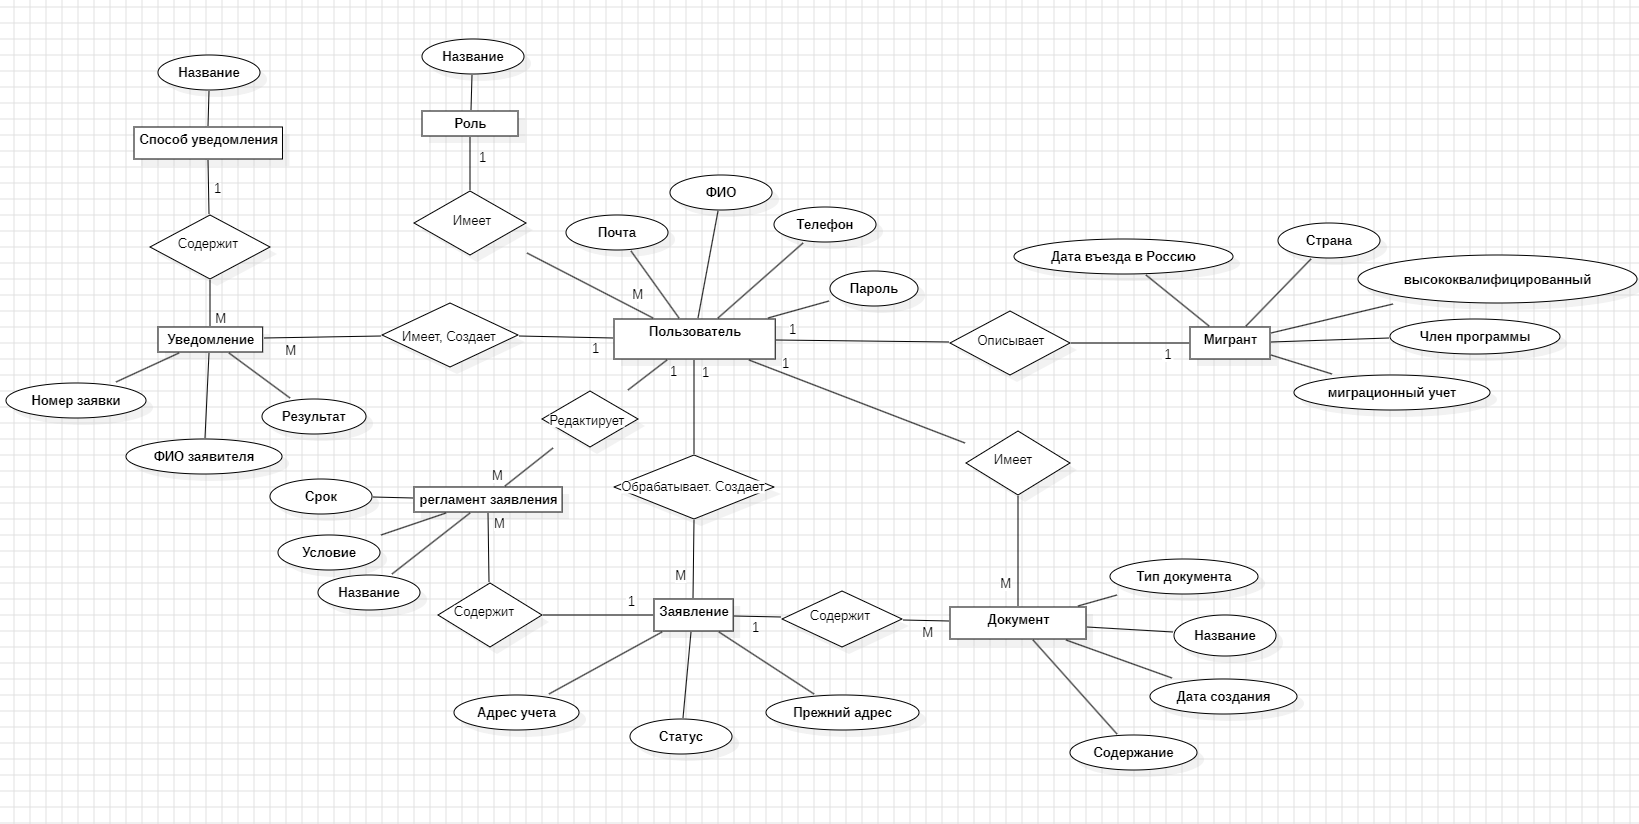 Название
Название
Роль
Способ уведомления
1
1
ФИО
Имеет
Почта
Телефон
Страна
Содержит
Дата въезда в Россию
высококвалифицированный
Пароль
M
M
Пользователь
1
Уведомление
Имеет, Создает
Описывает
Мигрант
Член программы
M
1
1
1
1
1
Номер заявки
миграционный учет
Результат
Редактирует
ФИО заявителя
Имеет
M
<Обрабатывает. Создает>
Срок
регламент заявления
M
Условие
M
Тип документа
M
Название
1
Содержит
Заявление
Содержит
Документ
1
M
Название
Дата создания
Адрес учета
Прежний адрес
Статус
Содержание